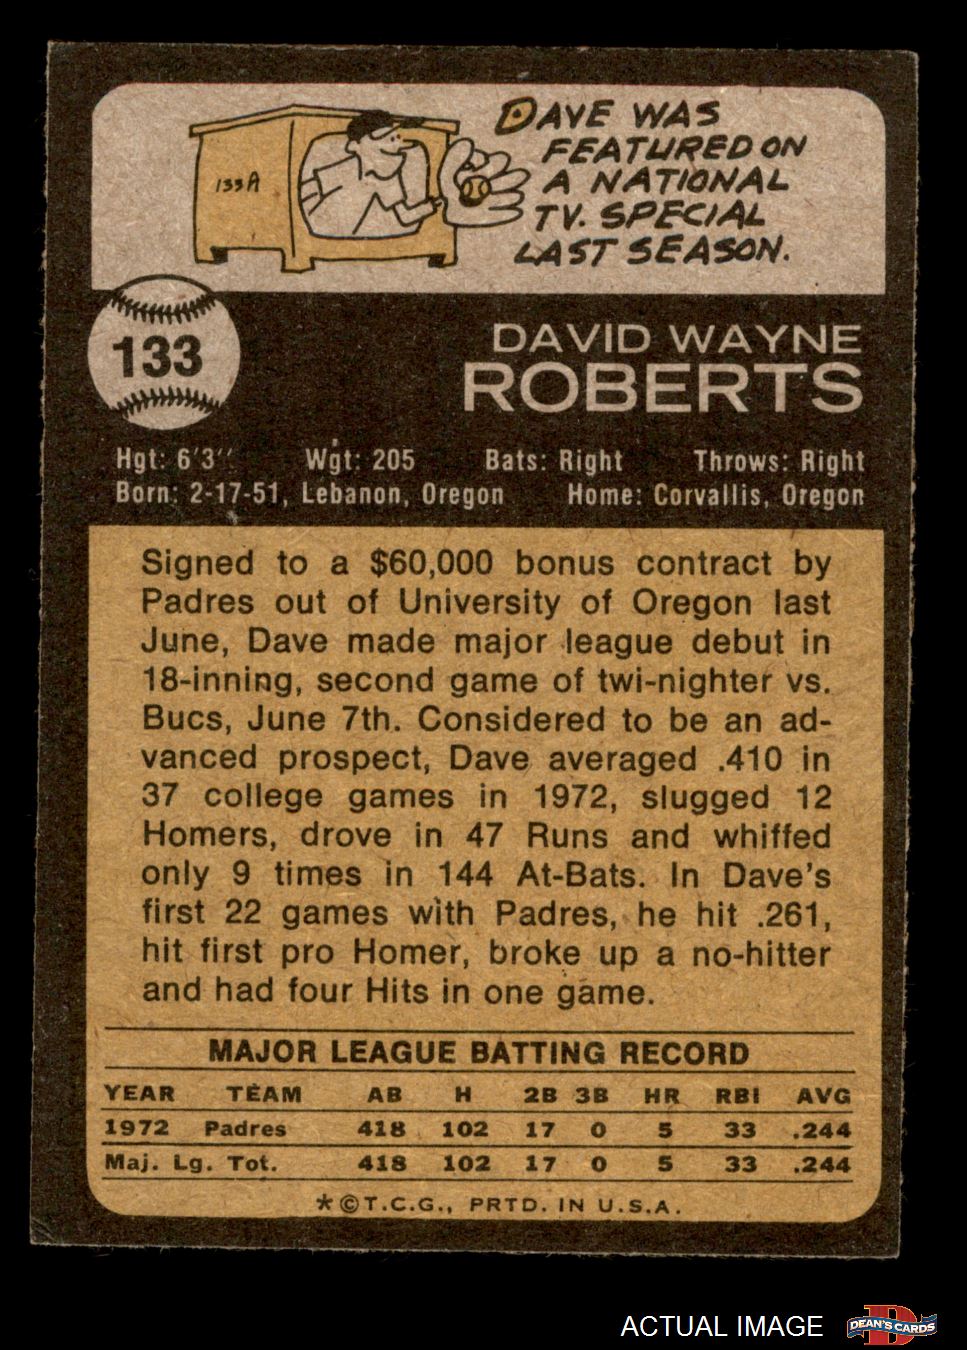 DAVE WAS
FEATURED ON
A NATIONAL
TV. SPECIAL
LAST SEASON.
133A
133
DAVID WAYNE
ROBERTS
Hgt: 6'3" Wgt: 205 Bats: Right Throws: Right
Born: 2-17-51, Lebanon, Oregon Home: Corvallis, Oregon
Signed to a $60,000 bonus contract by
Padres out of University of Oregon last
June, Dave made major league debut in
18-inning, second game of twi-nighter vs.
Bucs, June 7th. Considered to be an ad-
vanced prospect, Dave averaged .410 in
37 college games in 1972, slugged 12
Homers, drove in 47 Runs and whiffed
only 9 times in 144 At-Bats. In Dave's
first 22 games with Padres, he hit .261,
hit first pro Homer, broke up a no-hitter
and had four Hits in one game.
MAJOR LEAGUE BATTING RECORD
YEAR TEAM AB H 2B 3B HR RBI AVG
1972 Padres 418 102 17 0 5 33 .244
Maj. Lg. Tot. 418 102 17 0 5 33 .244
*©T.C.G., PRTD. IN U.S.A.
ACTUAL IMAGE
DEAN'S CARDS